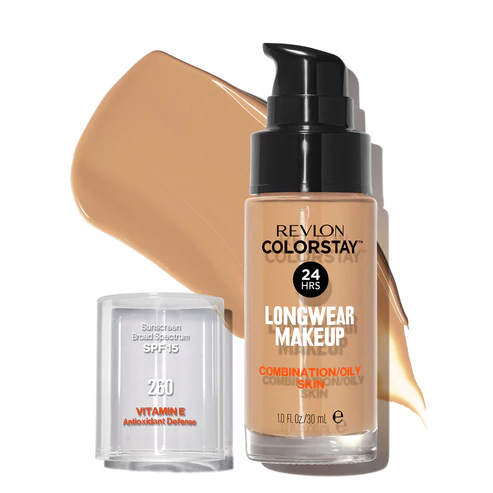 REVLON
COLORSTAY™
24
HRS
LONGWEAR
MAKEUP
COMBINATION/OILY
SKIN
1.0 Fl. Oz./30 mL e
Sunscreen
Broad Spectrum
SPF 15
260
VITAMIN E
Antioxidant Defense